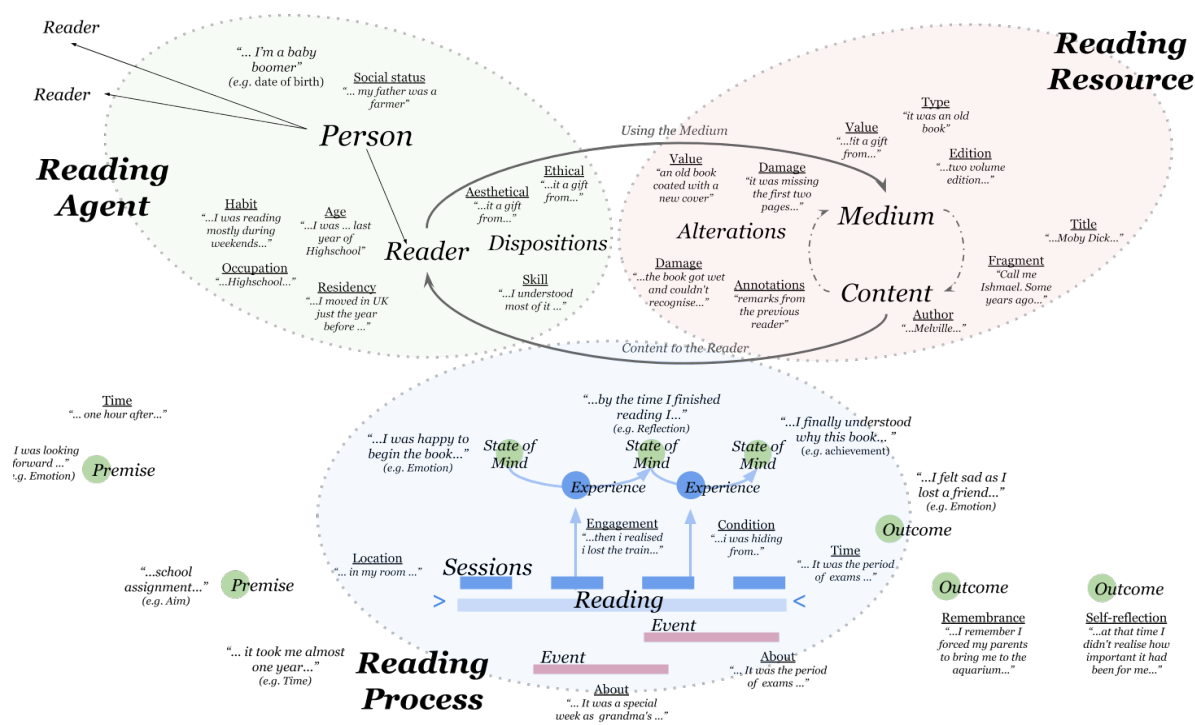 Reader
Reader
"... I'm a baby
boomer"
(e.g. date of birth)
Social status
"... my father was a
farmer"
Person
Reading
Agent
Habit
"...I was reading
mostly during
weekends..."
Age
"...I was ... last
year of
Highschool"
Occupation
"...Highschool..."
Residency
"...I moved in UK
just the year
before ..."
Reader
Aesthetical
"...it a gift
from..."
Ethical
"...it a gift
from..."
Dispositions
Skill
"...I understood
most of it ..."
Using the Medium
Content to the Reader
Reading
Resource
Type
"it was an old
book"
Value
"...!it a gift
from..."
Edition
"...two volume
edition..."
Value
"an old book
coated with a
new cover"
Damage
"it was missing
the first two
pages..."
Alterations
Medium
Title
"...Moby Dick..."
Damage
"...the book got wet
and couldn't
recognise..."
Annotations
"remarks from
the previous
reader"
Content
Fragment
"Call me
Ishmael. Some
years ago..."
Author
"...Melville..."
Time
"... one hour after..."
I was looking
forward ..."
e.g. Emotion)
Premise
"...school
assignment..."
(e.g. Aim)
Premise
"... it took me almost
one year..."
(e.g. Time)
"...I was happy to
begin the book..."
(e.g. Emotion)
State of
Mind
"...by the time I finished
reading I..."
(e.g. Reflection)
State of
Mind
"...I finally understood
why this book... "
(e.g. achievement)
State of
Mind
Experience
Experience
Engagement
"...then i realised
i lost the train..."
Condition
"...i was hiding
from.."
Location
"... in my room ..."
Sessions
Time
"... It was the period
of exams ..."
> Reading <
Event
Event
About
"... It was the period
of exams ..."
About
"... It was a special
week as grandma's ..."
Reading
Process
"...I felt sad as I
lost a friend..."
(e.g. Emotion)
Outcome
Outcome
Remembrance
"...I remember I
forced my parents
to bring me to the
aquarium..."
Outcome
Self-reflection
"...at that time I
didn't realise how
important it had
been for me..."